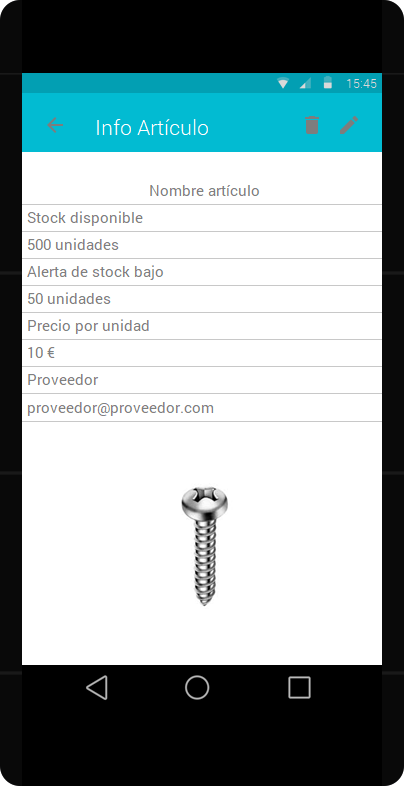 15:45
Info Artículo
Nombre artículo
Stock disponible
500 unidades
Alerta de stock bajo
50 unidades
Precio por unidad
10 €
Proveedor
proveedor@proveedor.com